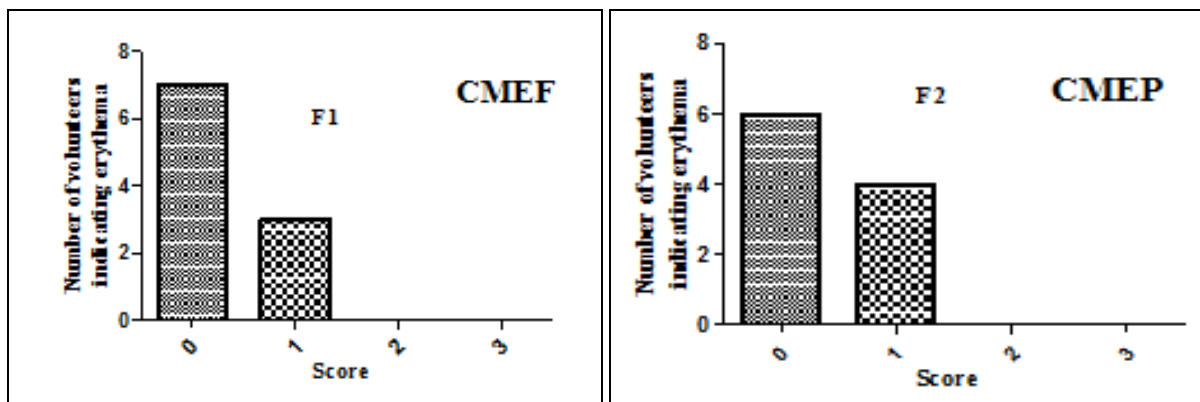 Number of volunteers
indicating erythema
8
6
4
2
0
F1
CMEF
0
1
2
3
Score
Number of volunteers
indicating erythema
8
6
4
2
0
F2
CMEP
0
1
2
3
Score